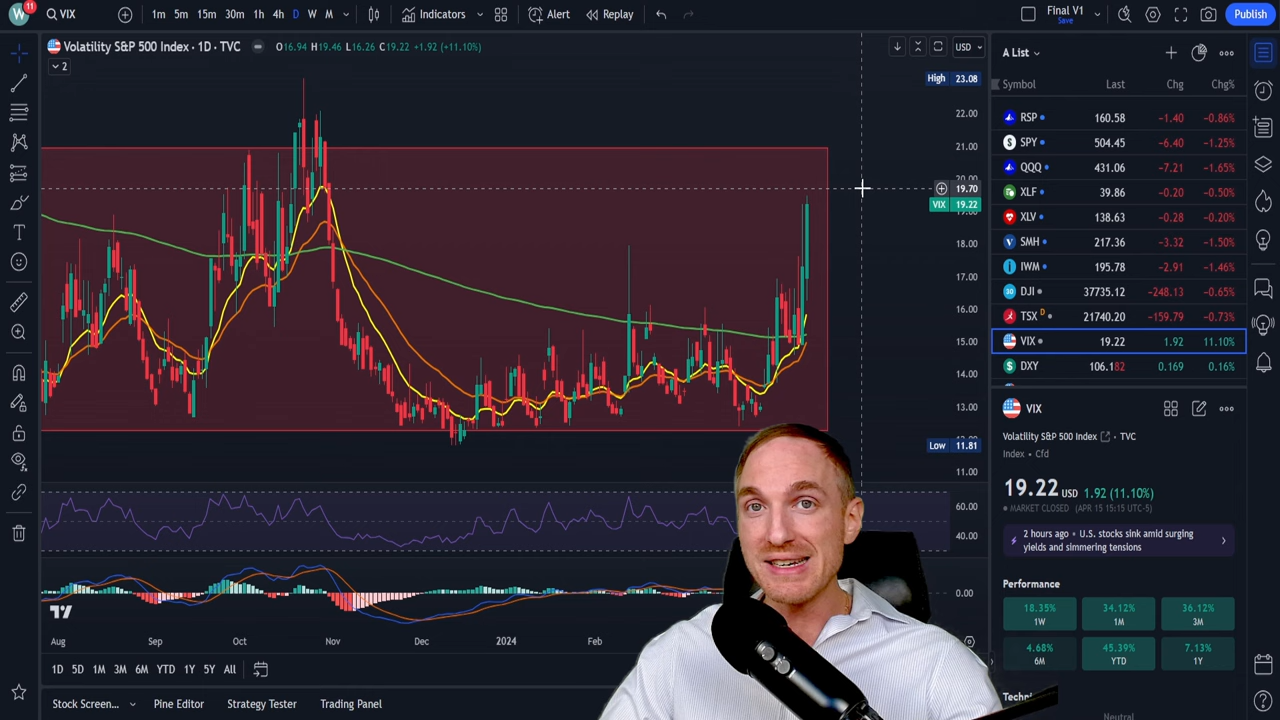 W
11
VIX
1m 5m 15m 30m 1h 4h D W M
Indicators
Alert
Replay
Final V1
Save
Publish
Volatility S&P 500 Index · 1D · TVC
O16.94 H19.46 L16.26 C19.22 +1.92 (+11.10%)
2
USD
High 23.08
22.00
21.00
20.00
19.70
VIX 19.22
19.00
18.00
17.00
16.00
15.00
14.00
13.00
12.00
Low 11.81
11.00
60.00
40.00
0.00
Aug Sep Oct Nov Dec 2024 Feb
1D 5D 1M 3M 6M YTD 1Y 5Y All
Stock Screen... Pine Editor Strategy Tester Trading Panel
A List
Symbol Last Chg Chg%
RSP 160.58 −1.40 −0.86%
SPY 504.45 −6.40 −1.25%
QQQ 431.06 −7.21 −1.65%
XLF 39.86 −0.20 −0.50%
XLV 138.63 −0.28 −0.20%
SMH 217.36 −3.32 −1.50%
IWM 195.78 −2.91 −1.46%
DJI 37735.12 −248.13 −0.65%
TSX D 21740.20 −159.79 −0.73%
VIX 19.22 1.92 11.10%
DXY 106.182 0.169 0.16%
VIX
Volatility S&P 500 Index · TVC
Index · Cfd
19.22 USD 1.92 (11.10%)
MARKET CLOSED (APR 15 15:15 UTC-5)
2 hours ago · U.S. stocks sink amid surging
yields and simmering tensions
Performance
18.35% 34.12% 36.12%
1W 1M 3M
4.68% 45.39% 7.13%
6M YTD 1Y
Neutral